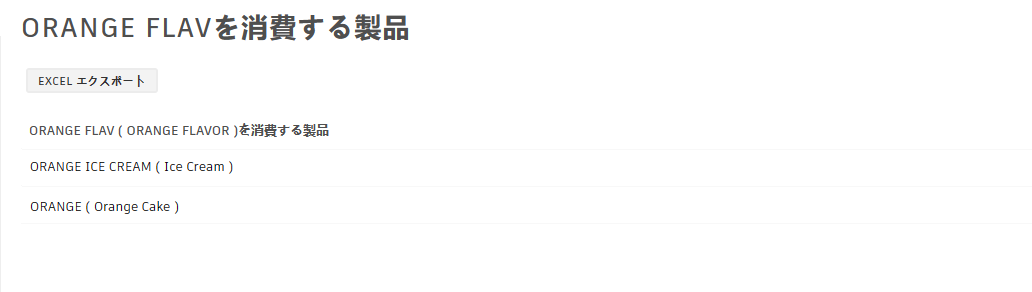 ORANGE FLAVを消費する製品
EXCEL エクスポート
ORANGE FLAV ( ORANGE FLAVOR )を消費する製品
ORANGE ICE CREAM ( Ice Cream )
ORANGE ( Orange Cake )